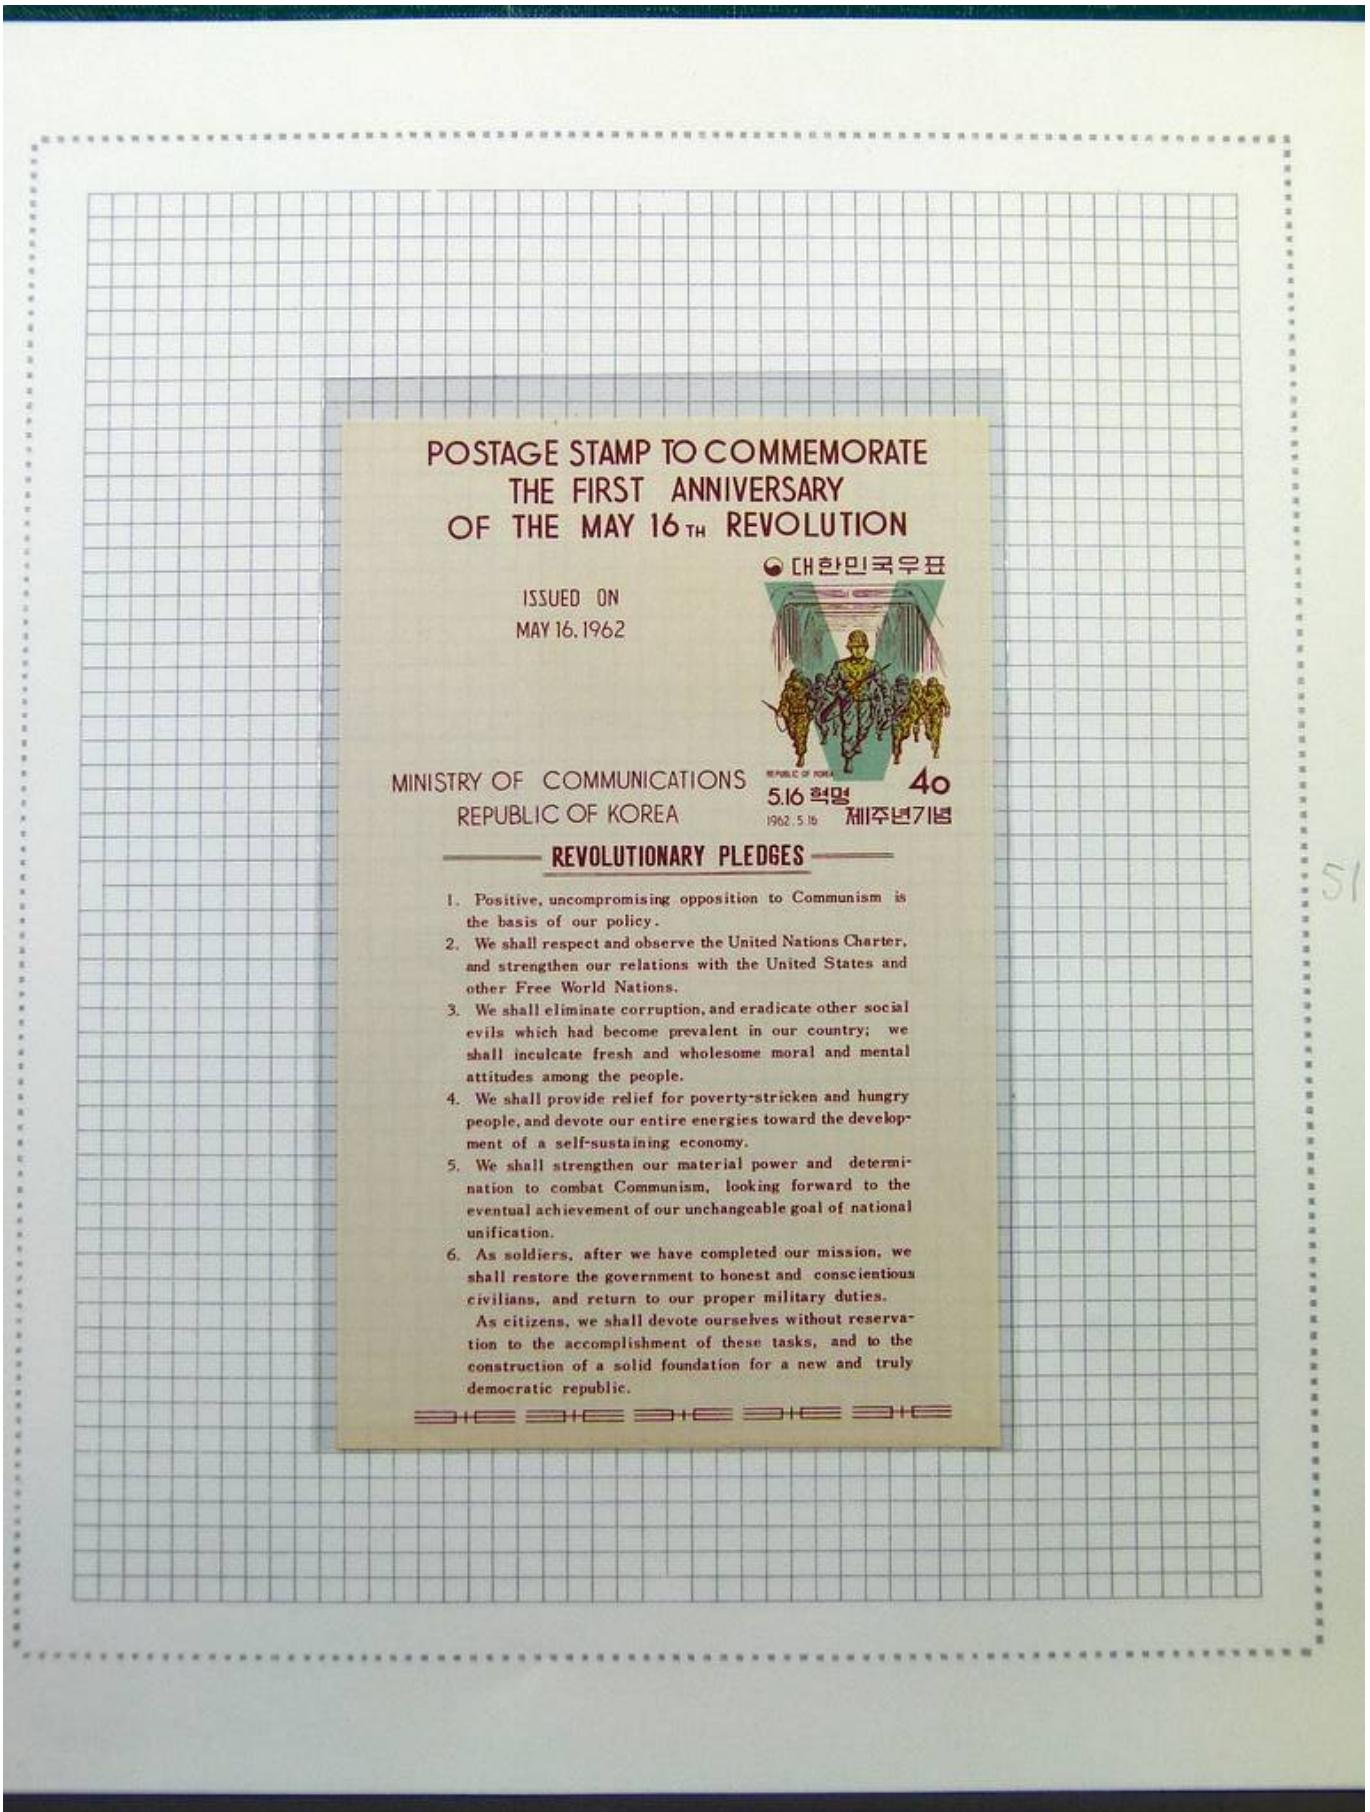 POSTAGE STAMP TO COMMEMORATE
THE FIRST ANNIVERSARY
OF THE MAY 16TH REVOLUTION
대한민국우표
ISSUED ON
MAY 16. 1962
MINISTRY OF COMMUNICATIONS
REPUBLIC OF KOREA
REPUBLIC OF KOREA
40
5.16 혁명
1962.5.16 제1주년기념
REVOLUTIONARY PLEDGES
1. Positive, uncompromising opposition to Communism is
the basis of our policy.
2. We shall respect and observe the United Nations Charter,
and strengthen our relations with the United States and
other Free World Nations.
3. We shall eliminate corruption, and eradicate other social
evils which had become prevalent in our country; we
shall inculcate fresh and wholesome moral and mental
attitudes among the people.
4. We shall provide relief for poverty-stricken and hungry
people, and devote our entire energies toward the develop-
ment of a self-sustaining economy.
5. We shall strengthen our material power and determi-
nation to combat Communism, looking forward to the
eventual achievement of our unchangeable goal of national
unification.
6. As soldiers, after we have completed our mission, we
shall restore the government to honest and conscientious
civilians, and return to our proper military duties.
As citizens, we shall devote ourselves without reserva-
tion to the accomplishment of these tasks, and to the
construction of a solid foundation for a new and truly
democratic republic.
51